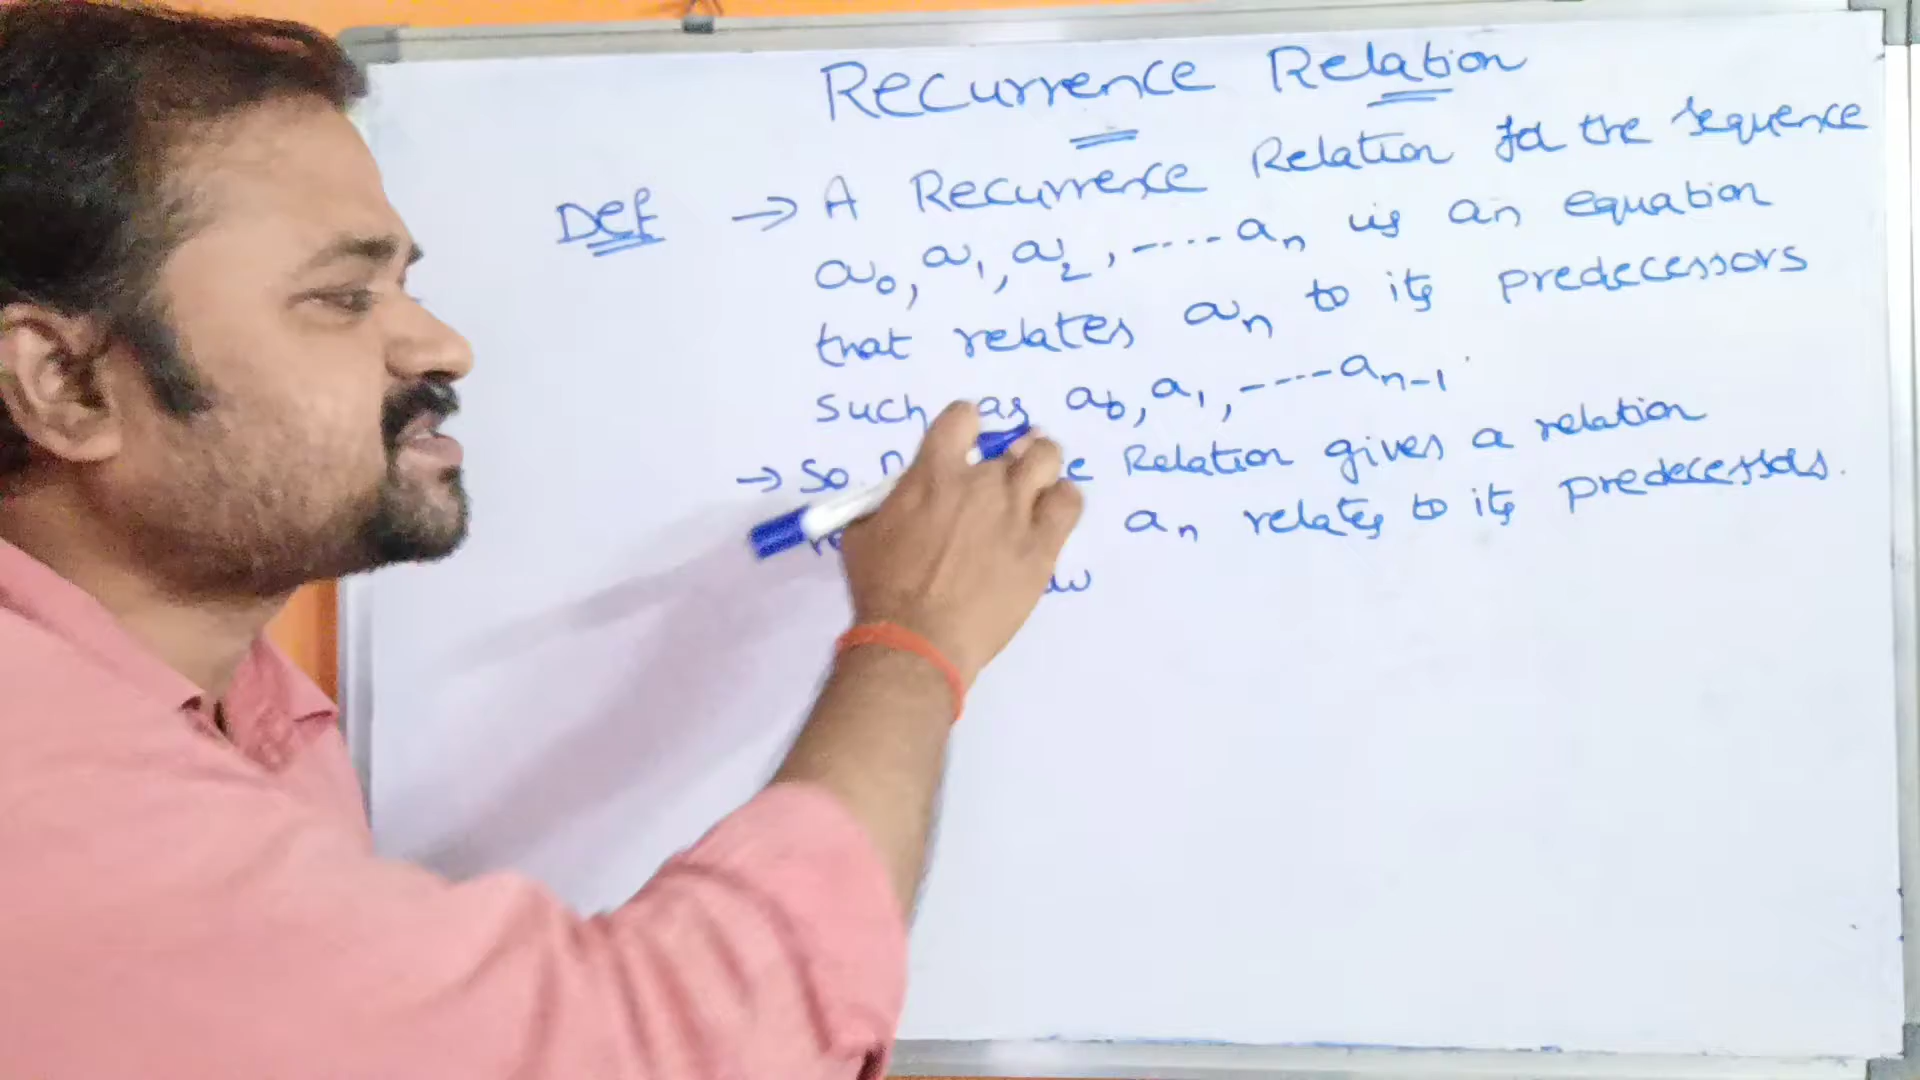 Recurrence Relation
Def → A Recurrence Relation for the sequence
a0, a1, a2, ---- an is an equation
that relates an to its predecessors
such as a0, a1, ---- an-1.
→ So Relation gives a relation
an relates to its predecessors.